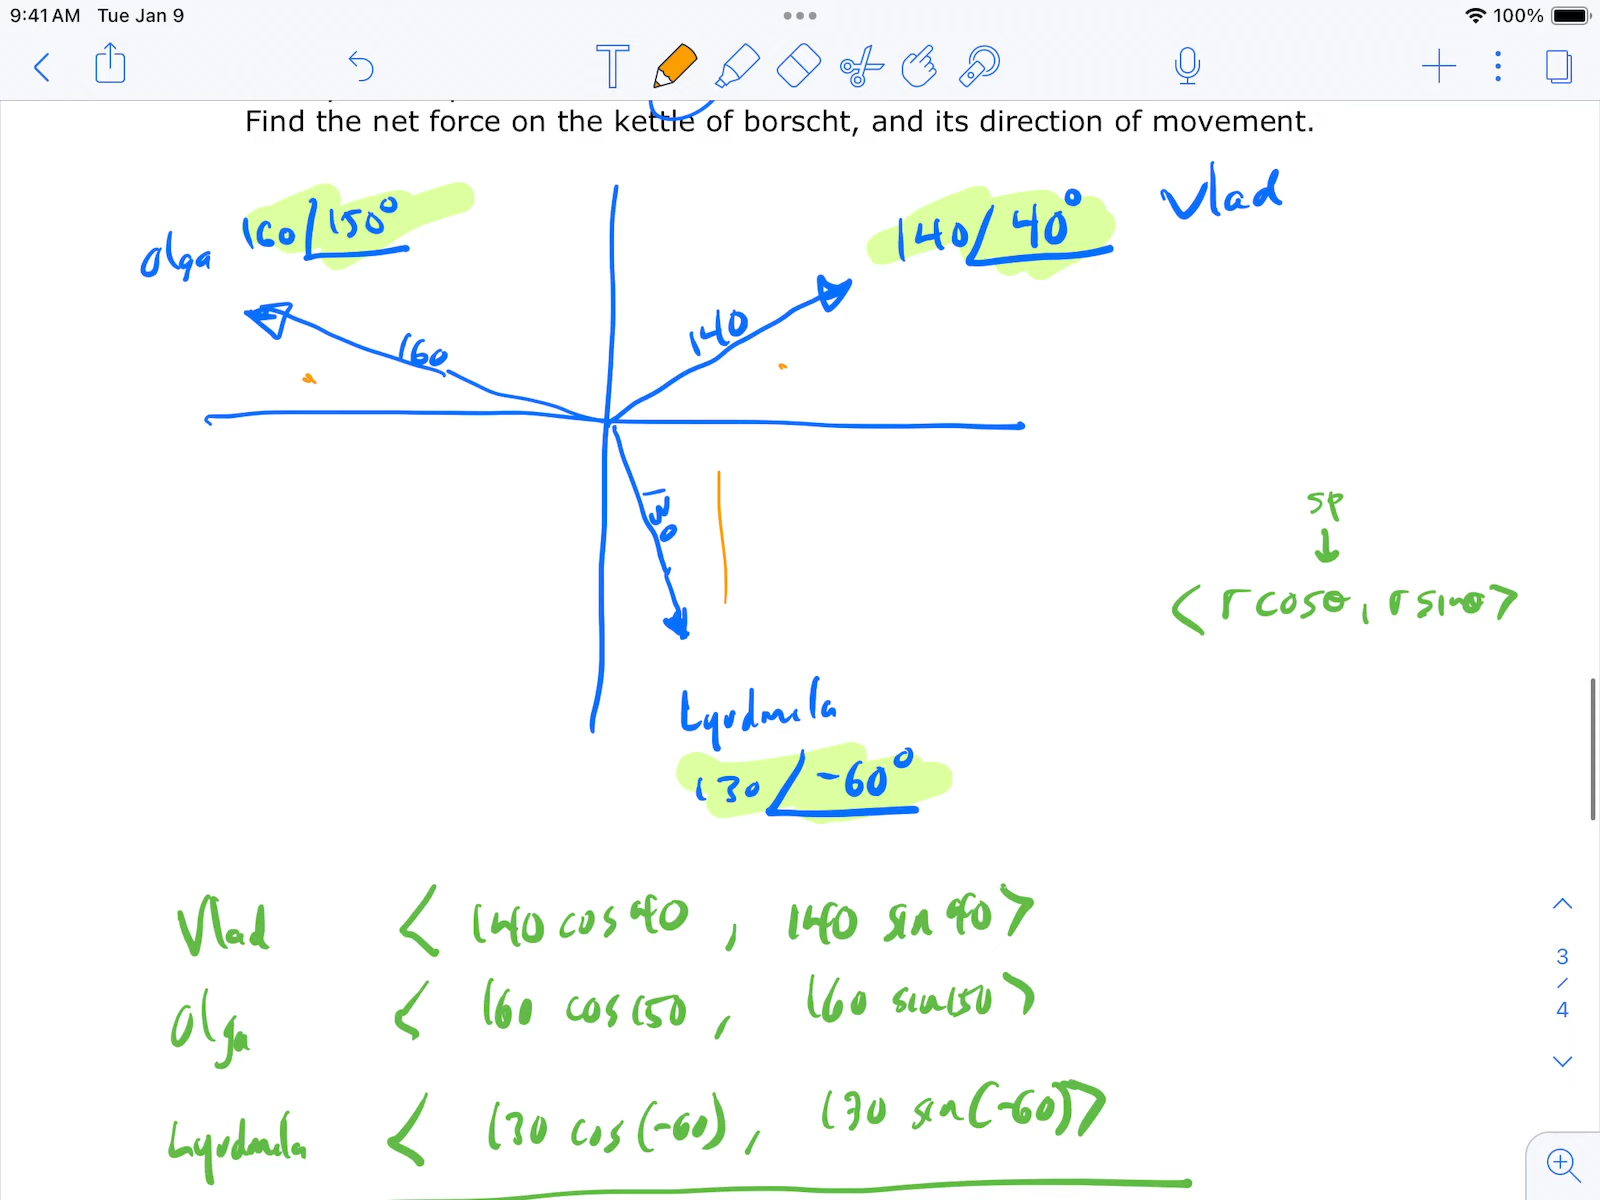 9:41 AM Tue Jan 9
100%
Find the net force on the kettle of borscht, and its direction of movement.
Vlad
160 150°
140 40°
Olga
140
160
130
sp
< r cosθ, r sinθ >
Lyudmila
130 -60°
3
4
Vlad < 140 cos 40 , 140 sin 40 >
Olga < 160 cos 150 , 160 sin 150 >
Lyudmila < 130 cos (-60) , 130 sin (-60) >